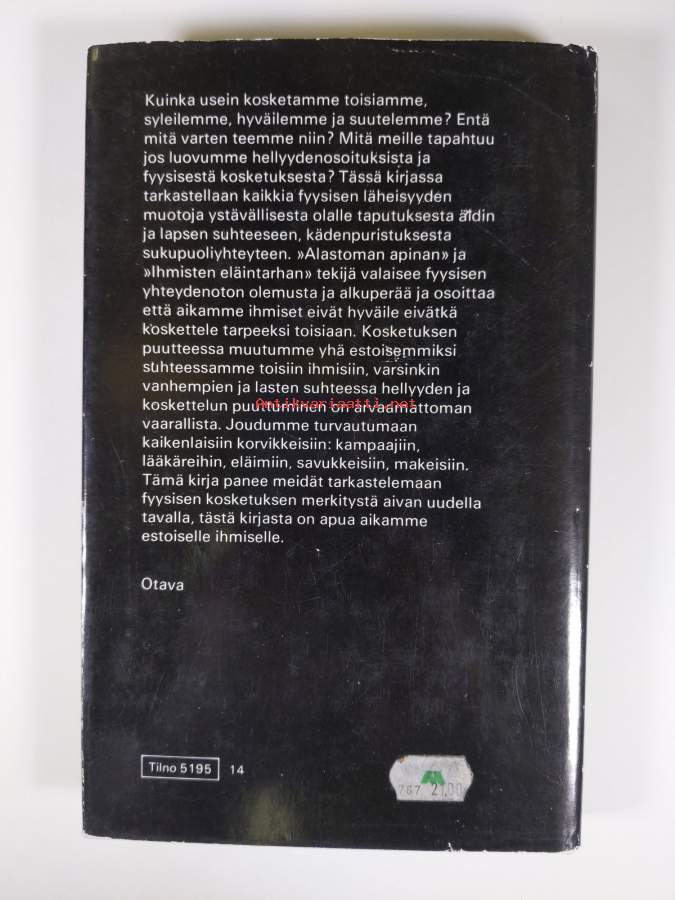 Kuinka usein kosketamme toisiamme,
syleilemme, hyväilemme ja suutelemme? Entä
mitä varten teemme niin? Mitä meille tapahtuu
jos luovumme hellyydenosoituksista ja
fyysisestä kosketuksesta? Tässä kirjassa
tarkastellaan kaikkia fyysisen läheisyyden
muotoja ystävällisestä olalle taputuksesta äidin
ja lapsen suhteeseen, kädenpuristuksesta
sukupuoliyhteyteen. »Alastoman apinan» ja
»Ihmisten eläintarhan» tekijä valaisee fyysisen
yhteydenoton olemusta ja alkuperää ja osoittaa
että aikamme ihmiset eivät hyväile eivätkä
koskettele tarpeeksi toisiaan. Kosketuksen
puutteessa muutumme yhä estoisemmiksi
suhteessamme toisiin ihmisiin, varsinkin
vanhempien ja lasten suhteessa hellyyden ja
koskettelun puuttuminen on arvaamattoman
Antikvariaatti.net
vaarallista. Joudumme turvautumaan
kaikenlaisiin korvikkeisiin: kampaajiin,
lääkäreihin, eläimiin, savukkeisiin, makeisiin.
Tämä kirja panee meidät tarkastelemaan
fyysisen kosketuksen merkitystä aivan uudella
tavalla, tästä kirjasta on apua aikamme
estoiselle ihmiselle.
Otava
Tilno 5195 14
767 21,00